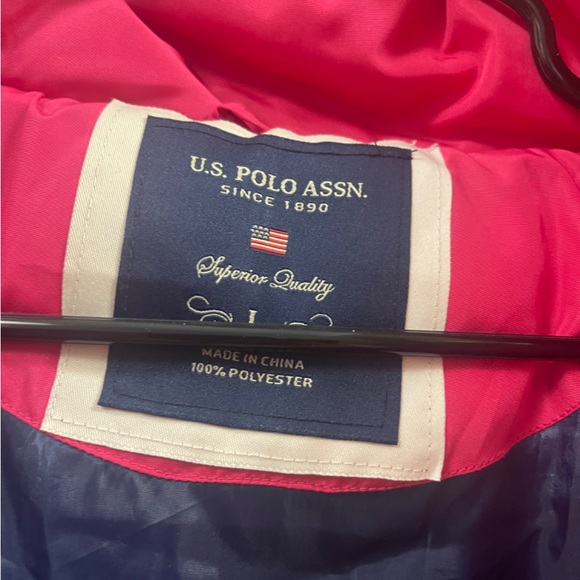 U.S. POLO ASSN.
SINCE 1890
Superior Quality
MADE IN CHINA
100% POLYESTER